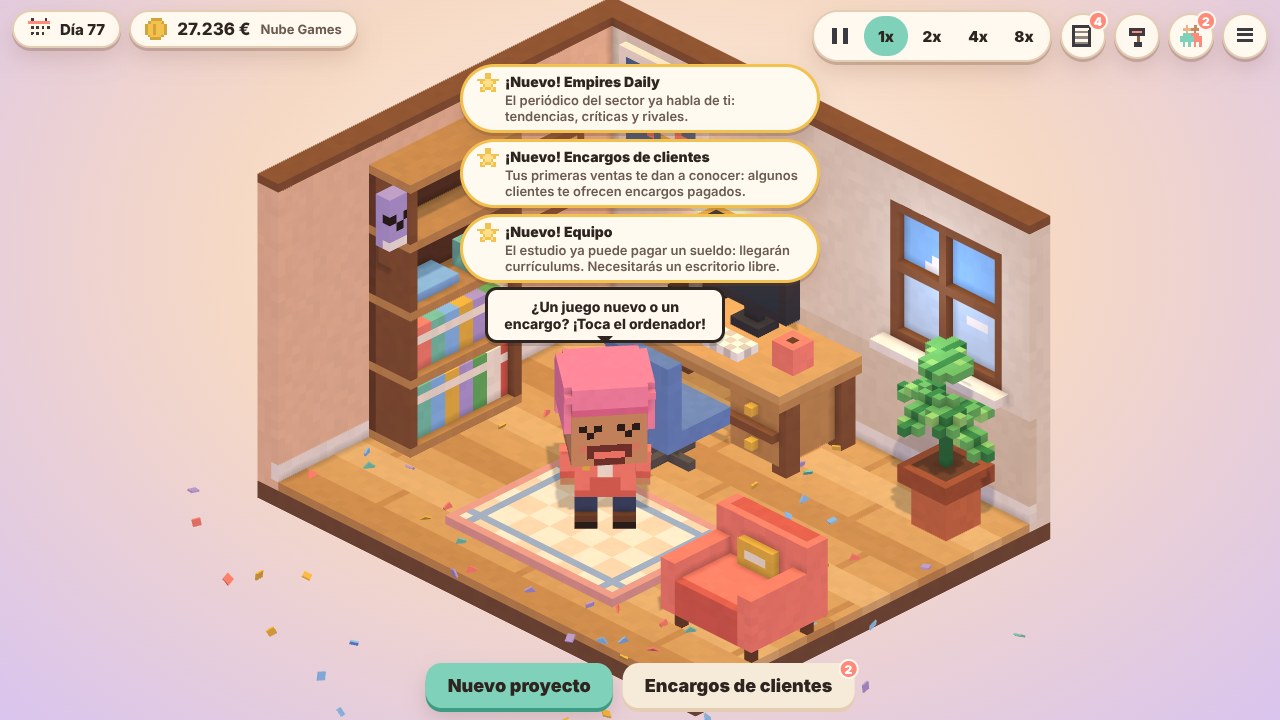 Día 77
27.236 € Nube Games
1x 2x 4x 8x
4
2
¡Nuevo! Empires Daily
El periódico del sector ya habla de ti:
tendencias, críticas y rivales.
¡Nuevo! Encargos de clientes
Tus primeras ventas te dan a conocer: algunos
clientes te ofrecen encargos pagados.
¡Nuevo! Equipo
El estudio ya puede pagar un sueldo: llegarán
currículums. Necesitarás un escritorio libre.
¿Un juego nuevo o un
encargo? ¡Toca el ordenador!
Nuevo proyecto
Encargos de clientes
2